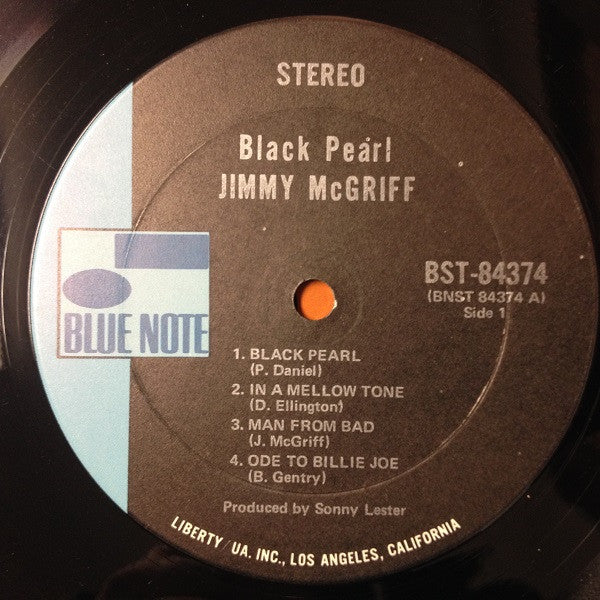 STEREO
Black Pearl
JIMMY McGRIFF
BST-84374
(BNST 84374 A)
Side 1
BLUE NOTE
1. BLACK PEARL
(P. Daniel)
2. IN A MELLOW TONE
(D. Ellington)
3. MAN FROM BAD
(J. McGriff)
4. ODE TO BILLIE JOE
(B. Gentry)
Produced by Sonny Lester
LIBERTY/UA. INC., LOS ANGELES, CALIFORNIA